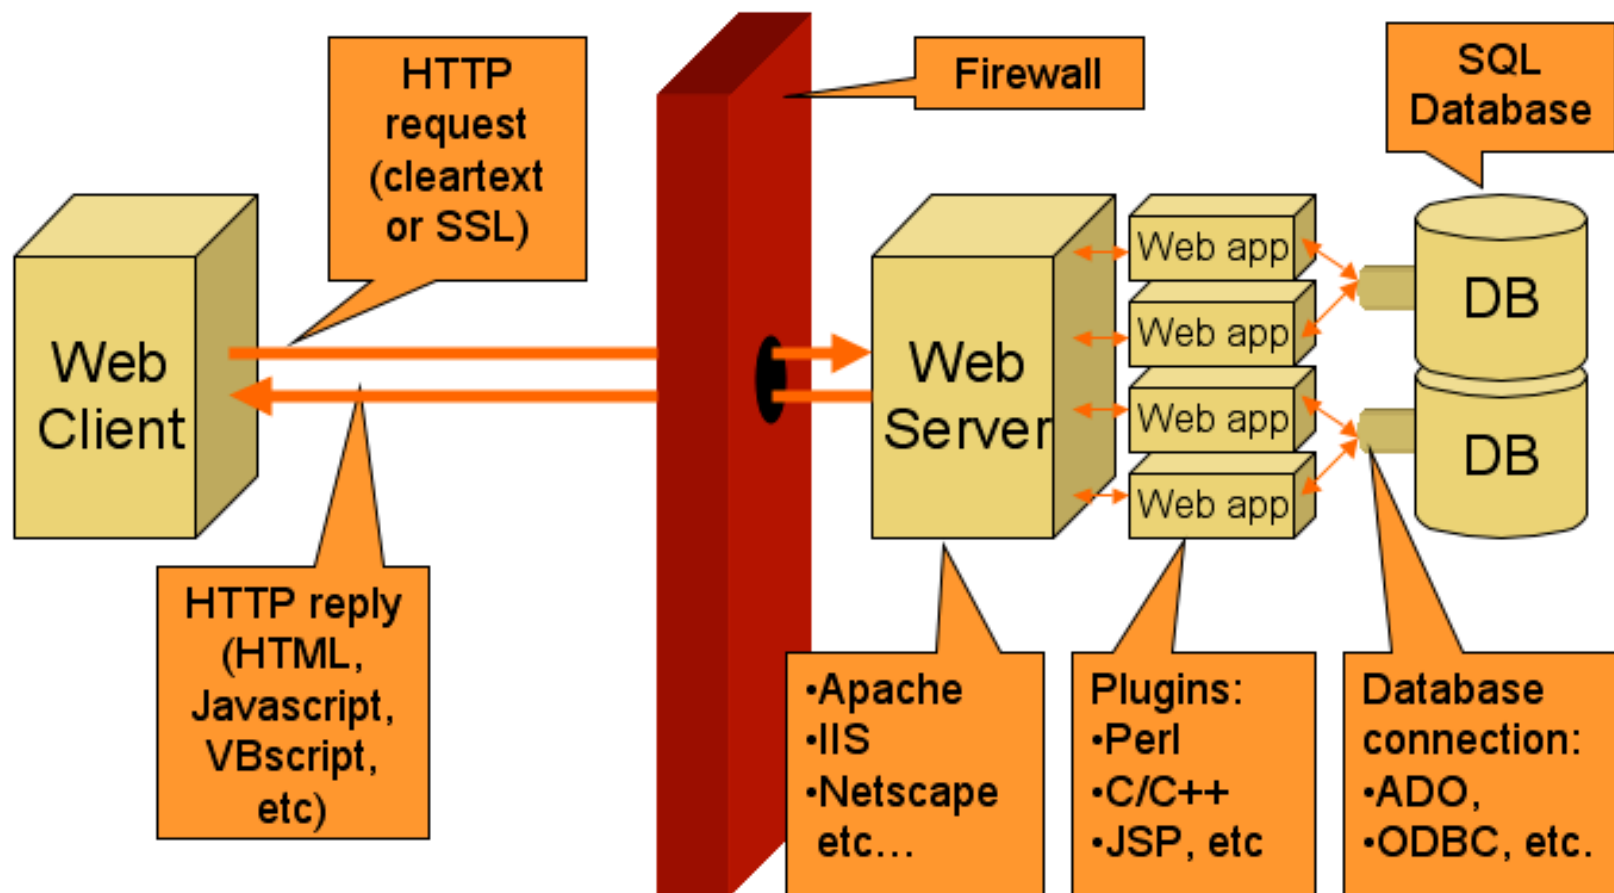 HTTP
request
(cleartext
or SSL)
Firewall
SQL
Database
Web
Client
Web
Server
Web app
Web app
Web app
Web app
DB
DB
HTTP reply
(HTML,
Javascript,
VBscript,
etc)
•Apache
•IIS
•Netscape
etc…
Plugins:
•Perl
•C/C++
•JSP, etc
Database
connection:
•ADO,
•ODBC, etc.